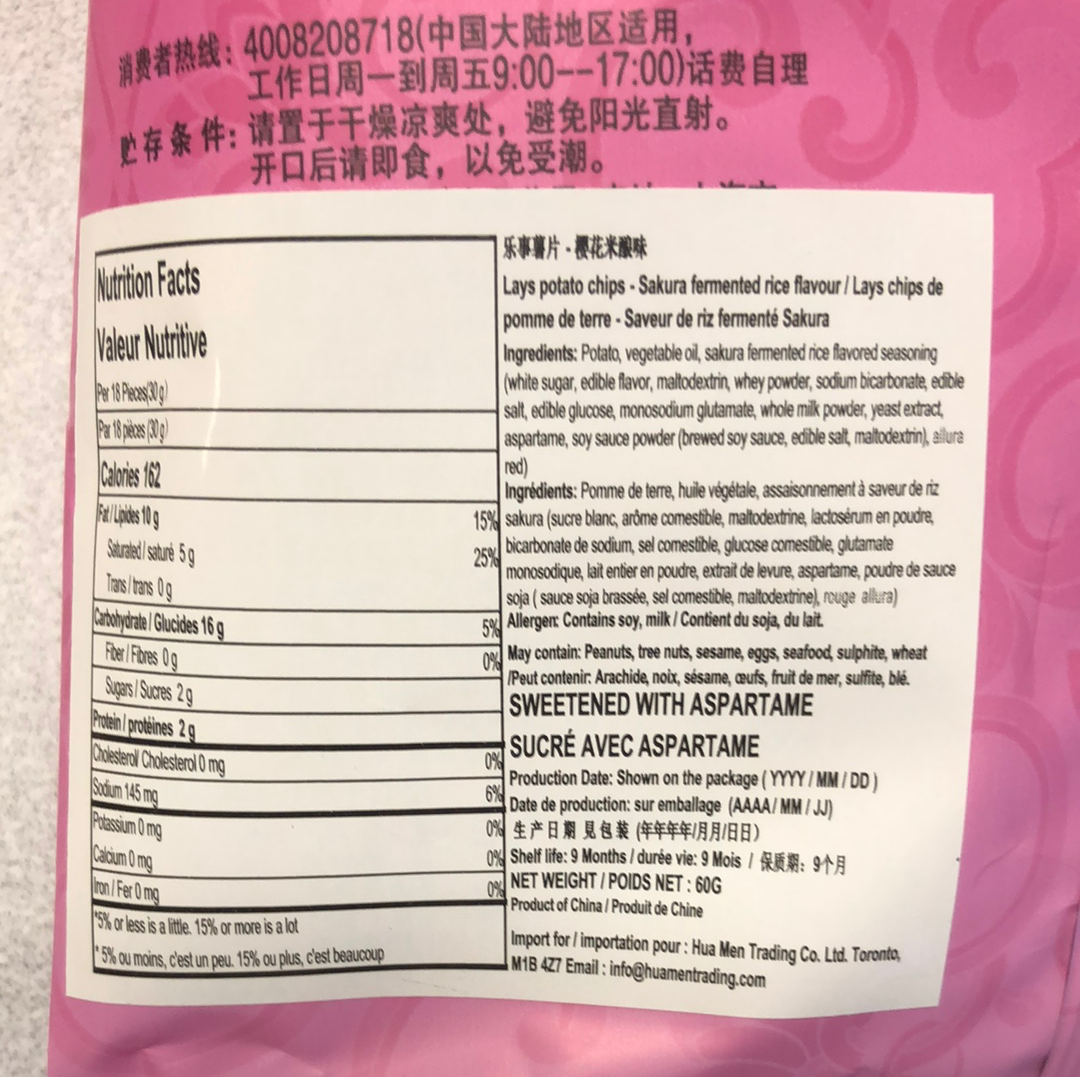 消费者热线：4008208718(中国大陆地区适用，
工作日周一到周五9:00--17:00)话费自理
贮存条件：请置于干燥凉爽处，避免阳光直射。
开口后请即食，以免受潮。
Nutrition Facts
Valeur Nutritive
Per 18 Pieces(30 g)
Par 18 pièces (30 g)
Calories 162
Fat / Lipides 10 g 15%
Saturated / saturé 5 g 25%
Trans / trans 0 g
Carbohydrate / Glucides 16 g 5%
Fiber / Fibres 0 g 0%
Sugars / Sucres 2 g
Protein / protéines 2 g
Cholesterol/ Cholesterol 0 mg 0%
Sodium 145 mg 6%
Potassium 0 mg 0%
Calcium 0 mg 0%
Iron / Fer 0 mg 0%
*5% or less is a little. 15% or more is a lot
* 5% ou moins, c'est un peu. 15% ou plus, c'est beaucoup
乐事薯片 - 樱花米酿味
Lays potato chips - Sakura fermented rice flavour / Lays chips de
pomme de terre - Saveur de riz fermenté Sakura
Ingredients: Potato, vegetable oil, sakura fermented rice flavored seasoning
(white sugar, edible flavor, maltodextrin, whey powder, sodium bicarbonate, edible
salt, edible glucose, monosodium glutamate, whole milk powder, yeast extract,
aspartame, soy sauce powder (brewed soy sauce, edible salt, maltodextrin), allura
red)
Ingrédients: Pomme de terre, huile végétale, assaisonnement à saveur de riz
sakura (sucre blanc, arôme comestible, maltodextrine, lactosérum en poudre,
bicarbonate de sodium, sel comestible, glucose comestible, glutamate
monosodique, lait entier en poudre, extrait de levure, aspartame, poudre de sauce
soja ( sauce soja brassée, sel comestible, maltodextrine), rouge allura)
Allergen: Contains soy, milk / Contient du soja, du lait.
May contain: Peanuts, tree nuts, sesame, eggs, seafood, sulphite, wheat
/Peut contenir: Arachide, noix, sésame, œufs, fruit de mer, sulfite, blé.
SWEETENED WITH ASPARTAME
SUCRÉ AVEC ASPARTAME
Production Date: Shown on the package ( YYYY / MM / DD )
Date de production: sur emballage (AAAA/ MM / JJ)
生产日期 見包装 (年年年年/月月/日日)
Shelf life: 9 Months / durée vie: 9 Mois / 保质期：9个月
NET WEIGHT / POIDS NET : 60G
Product of China / Produit de Chine
Import for / importation pour : Hua Men Trading Co. Ltd. Toronto,
M1B 4Z7 Email : info@huamentrading.com